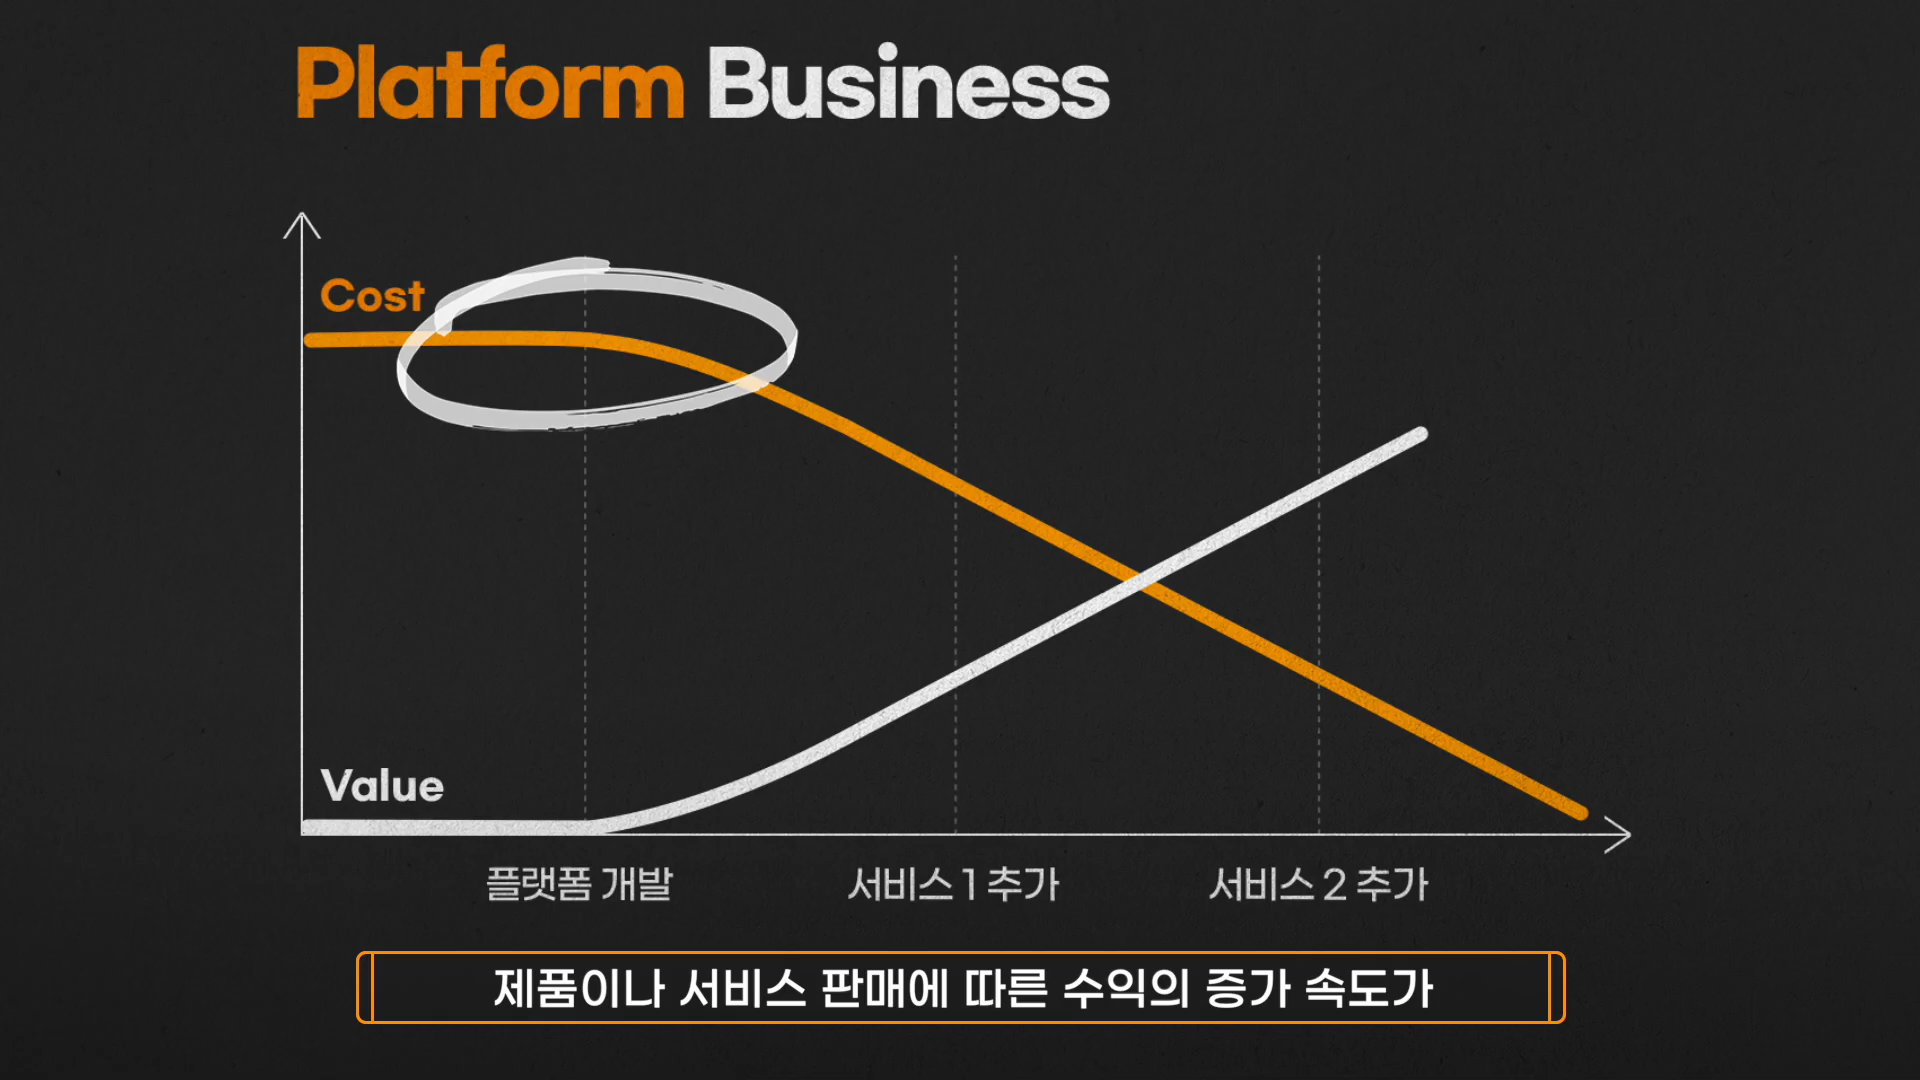 Platform Business
Cost
Value
플랫폼 개발
서비스 1 추가
서비스 2 추가
제품이나 서비스 판매에 따른 수익의 증가 속도가